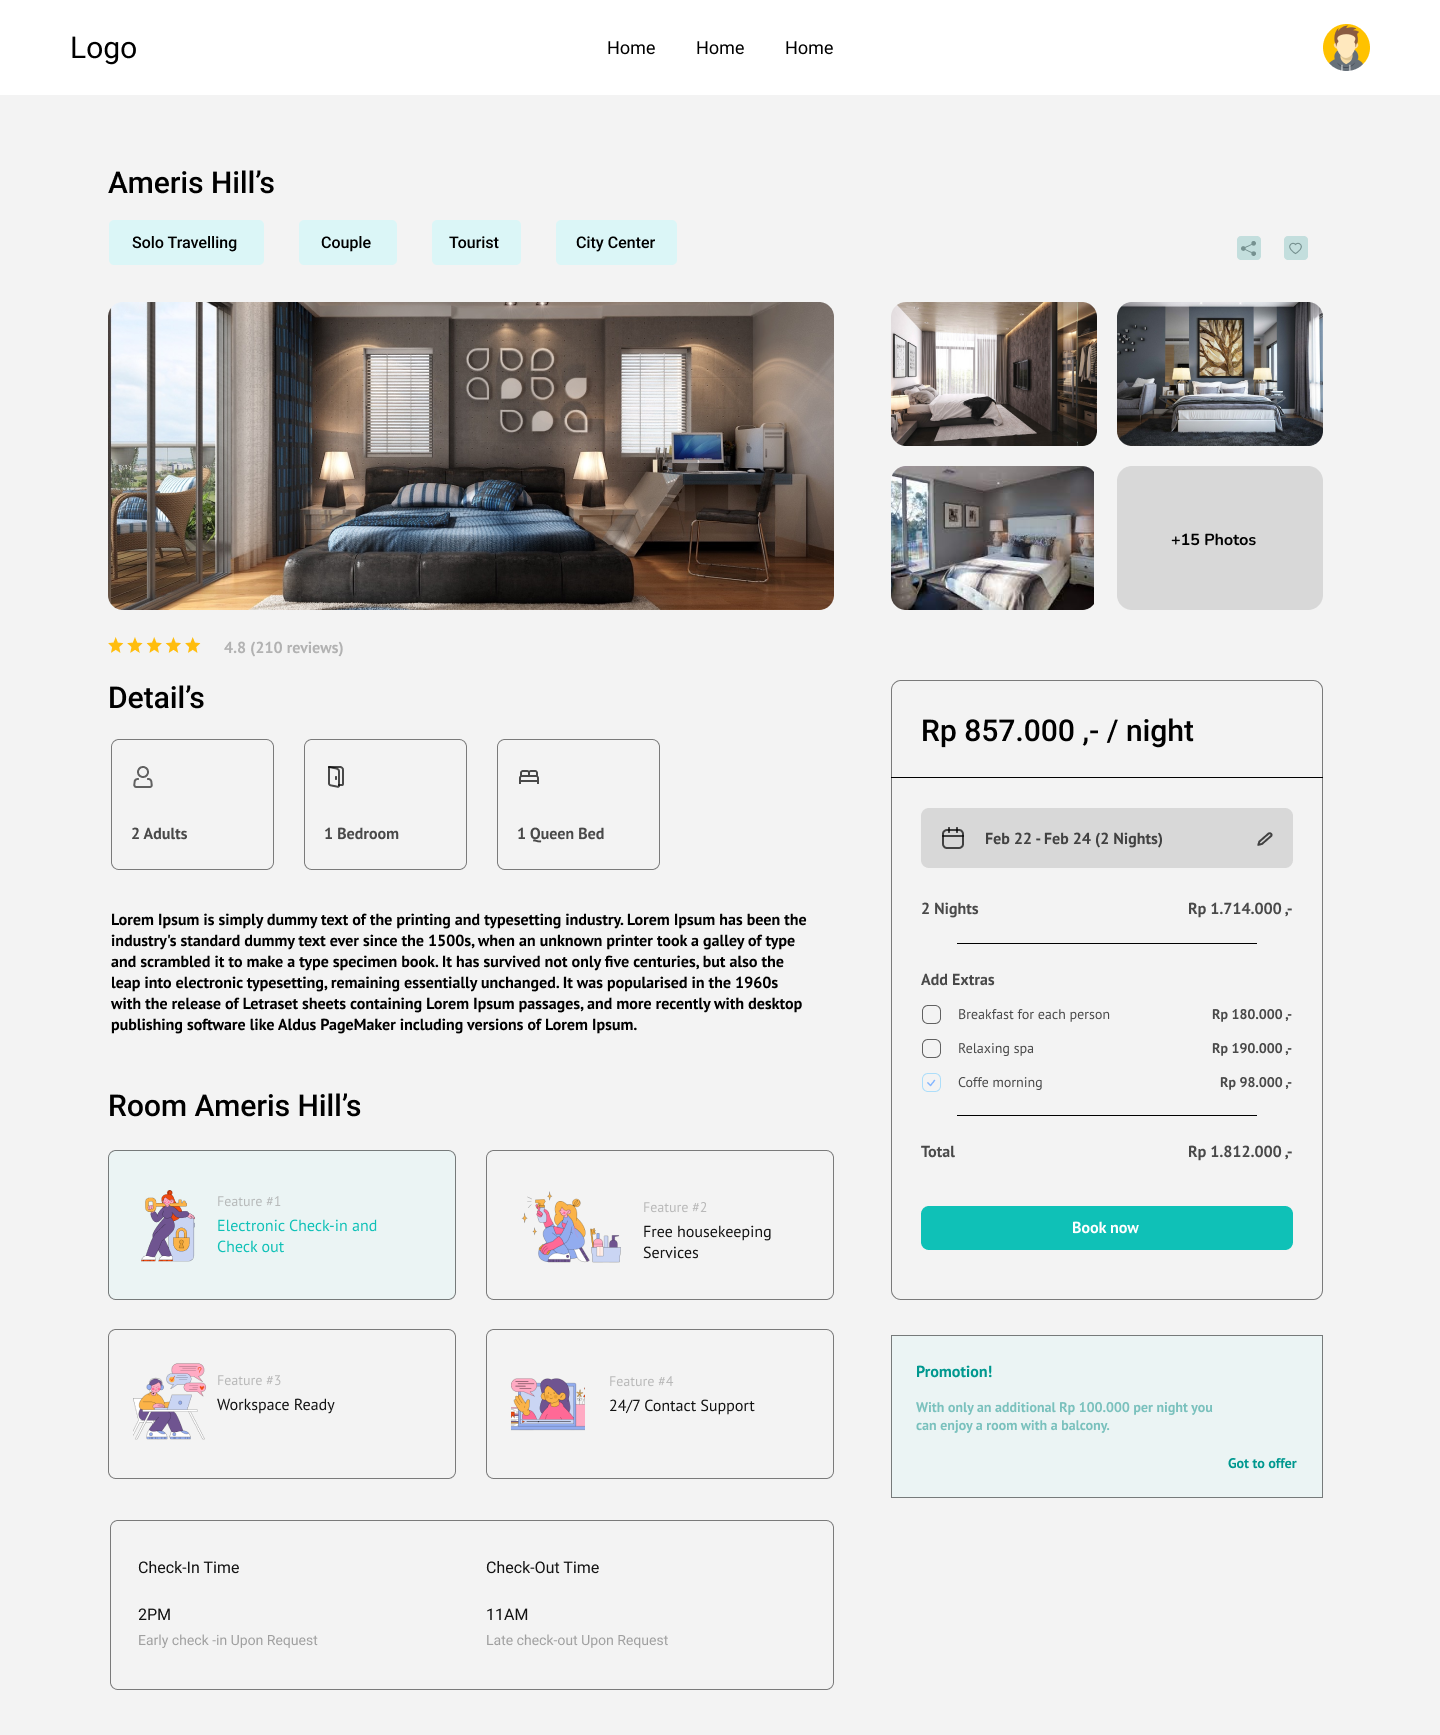 Logo
Home Home Home
Ameris Hill’s
Solo Travelling
Couple
Tourist
City Center
+15 Photos
4.8 (210 reviews)
Detail’s
2 Adults
1 Bedroom
1 Queen Bed
Lorem Ipsum is simply dummy text of the printing and typesetting industry. Lorem Ipsum has been the
industry's standard dummy text ever since the 1500s, when an unknown printer took a galley of type
and scrambled it to make a type specimen book. It has survived not only five centuries, but also the
leap into electronic typesetting, remaining essentially unchanged. It was popularised in the 1960s
with the release of Letraset sheets containing Lorem Ipsum passages, and more recently with desktop
publishing software like Aldus PageMaker including versions of Lorem Ipsum.
Room Ameris Hill’s
Feature #1
Electronic Check-in and
Check out
Feature #2
Free housekeeping
Services
Feature #3
Workspace Ready
Feature #4
24/7 Contact Support
Check-In Time
2PM
Early check -in Upon Request
Check-Out Time
11AM
Late check-out Upon Request
Rp 857.000 ,- / night
Feb 22 - Feb 24 (2 Nights)
2 Nights Rp 1.714.000 ,-
Add Extras
Breakfast for each person Rp 180.000 ,-
Relaxing spa Rp 190.000 ,-
Coffe morning Rp 98.000 ,-
Total Rp 1.812.000 ,-
Book now
Promotion!
With only an additional Rp 100.000 per night you
can enjoy a room with a balcony.
Got to offer